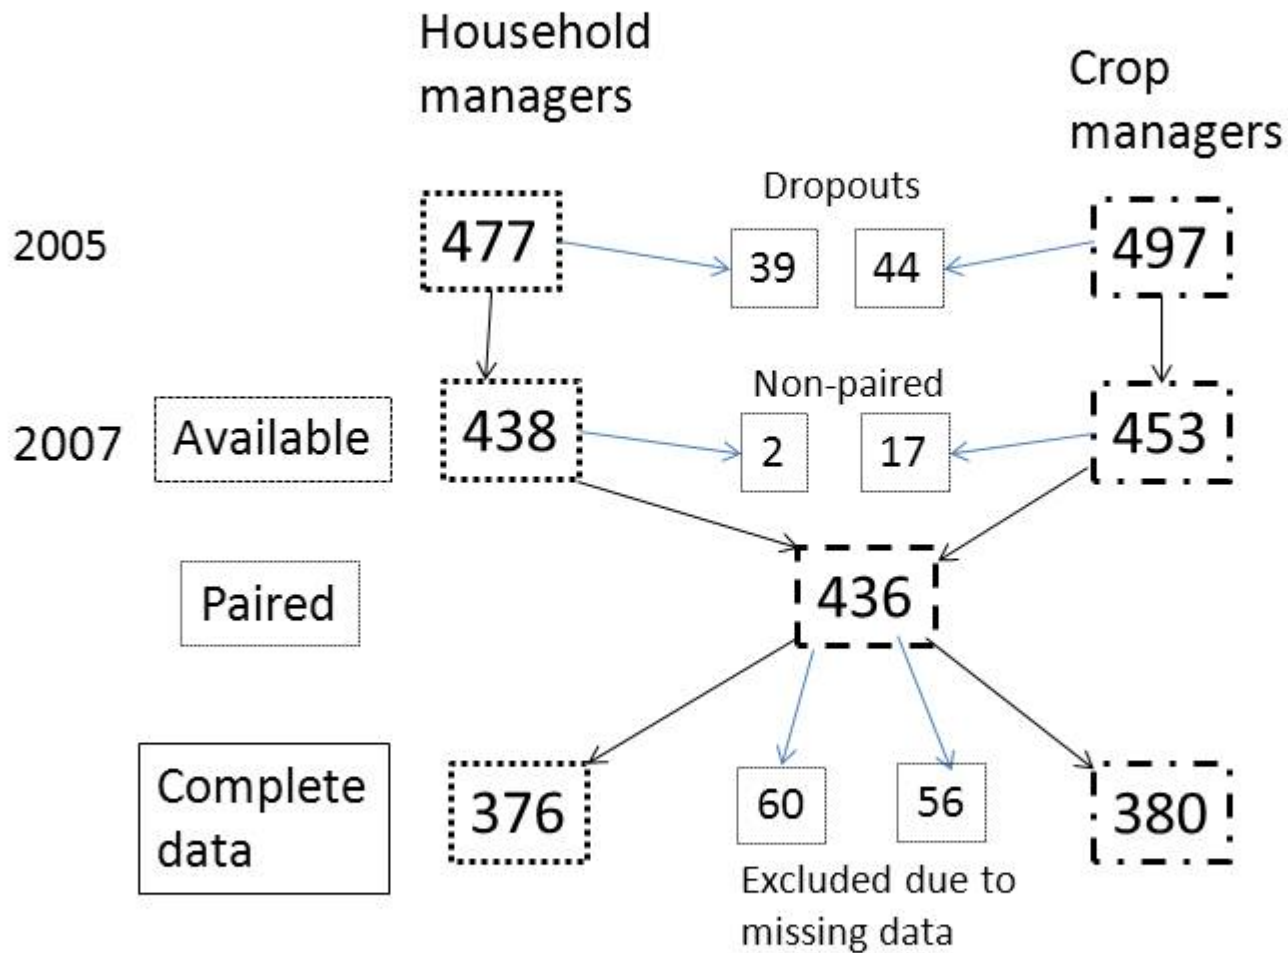 Household
managers
Crop
managers
Dropouts
2005
477
39
44
497
Non-paired
2007
Available
438
2
17
453
Paired
436
Complete
data
376
60
56
380
Excluded due to
missing data